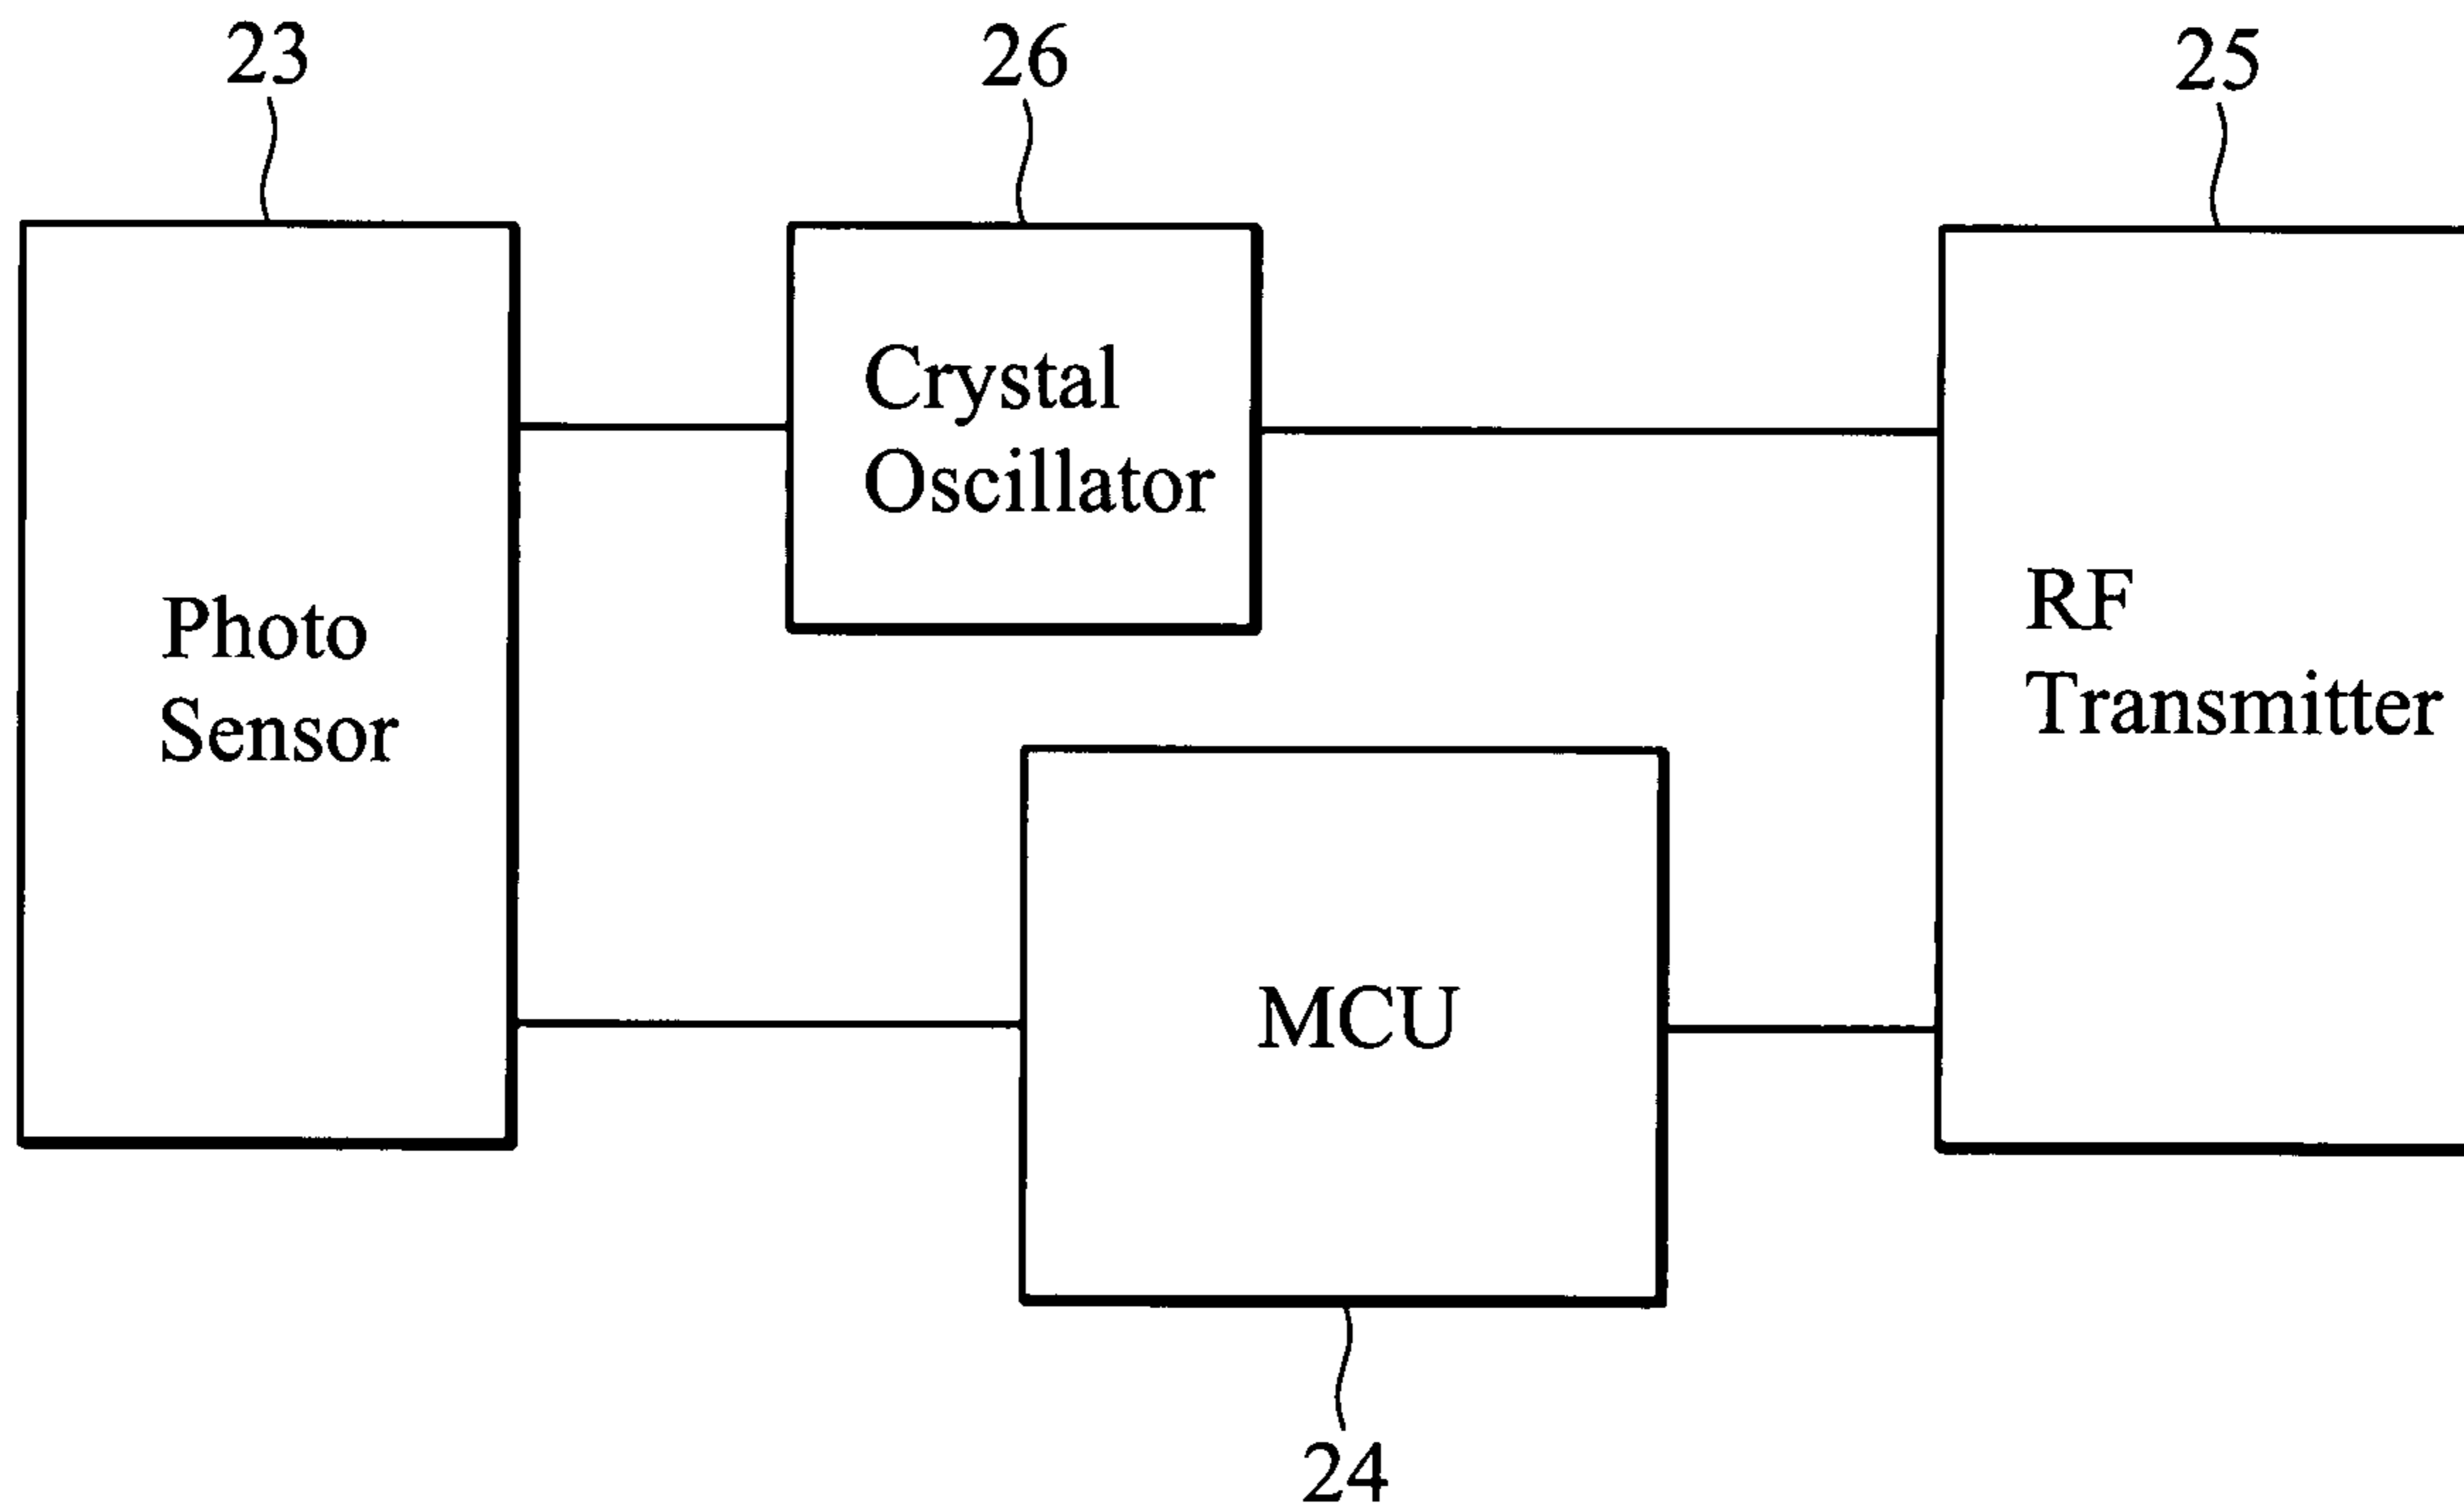 23
26
25
Crystal
Oscillator
Photo
Sensor
RF
Transmitter
MCU
24